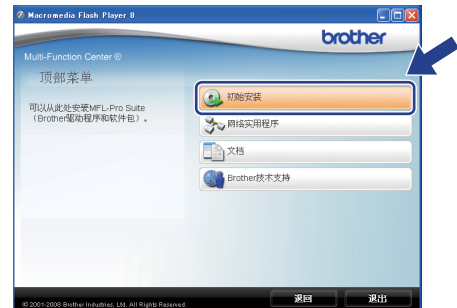 Macromedia Flash Player 8
brother
Multi-Function Center ®
顶部菜单
可以从此处安装MFL-Pro Suite
（Brother驱动程序和软件包）。
初始安装
网络实用程序
文档
Brother技术支持
© 2001-2008 Brother Industries, Ltd. All Rights Reserved.
退回
退出